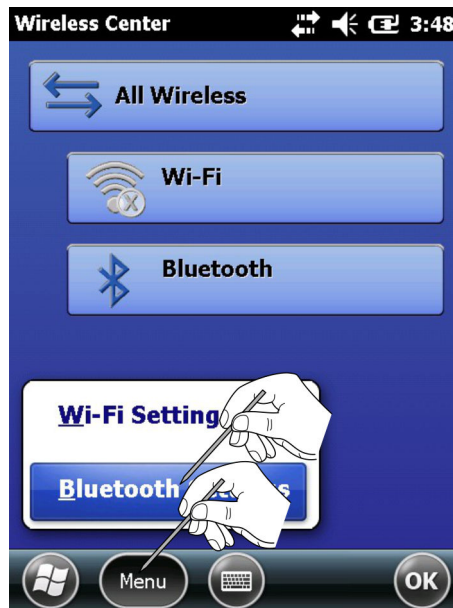 Wireless Center 3:48
All Wireless
Wi-Fi
Bluetooth
Wi-Fi Setting
Bluetooth
Menu
OK